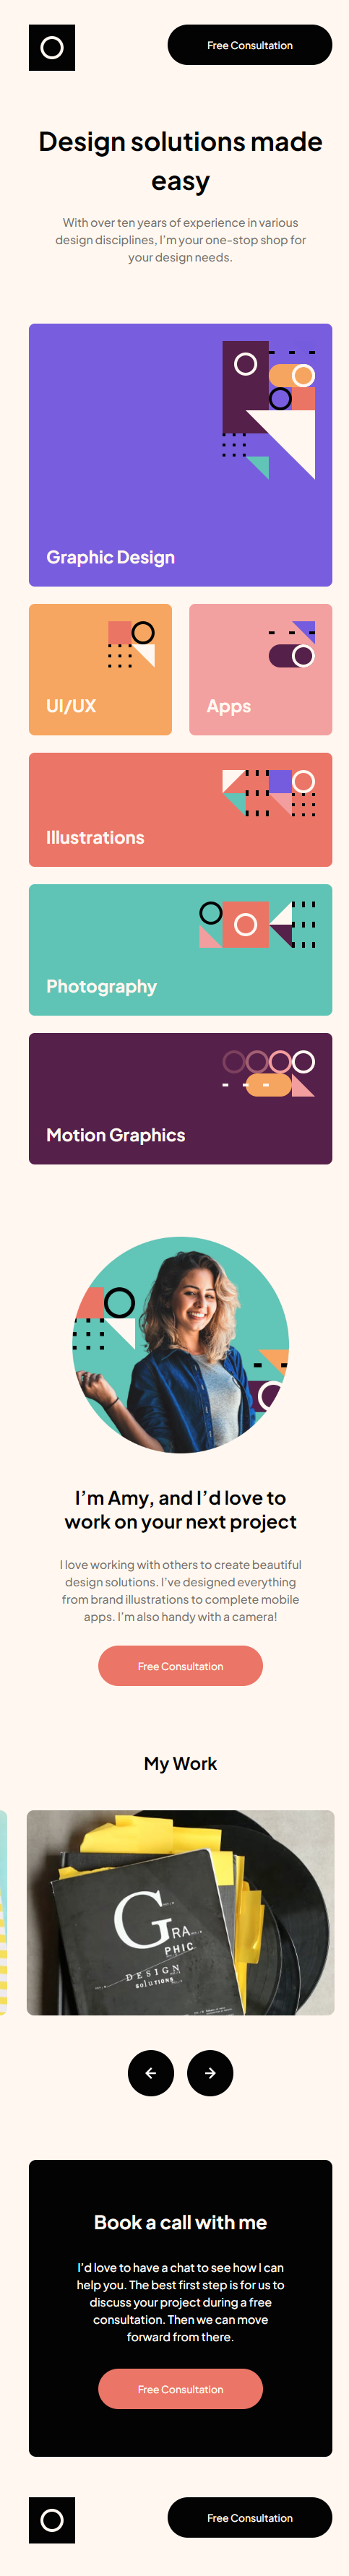 Free Consultation
Design solutions made
easy
With over ten years of experience in various
design disciplines, I'm your one-stop shop for
your design needs.
Graphic Design
UI/UX
Apps
Illustrations
Photography
Motion Graphics
I'm Amy, and I'd love to
work on your next project
I love working with others to create beautiful
design solutions. I've designed everything
from brand illustrations to complete mobile
apps. I'm also handy with a camera!
Free Consultation
My Work
GRA
PHIC
DESIGN
SOLUTIONS
Book a call with me
I'd love to have a chat to see how I can
help you. The best first step is for us to
discuss your project during a free
consultation. Then we can move
forward from there.
Free Consultation
Free Consultation